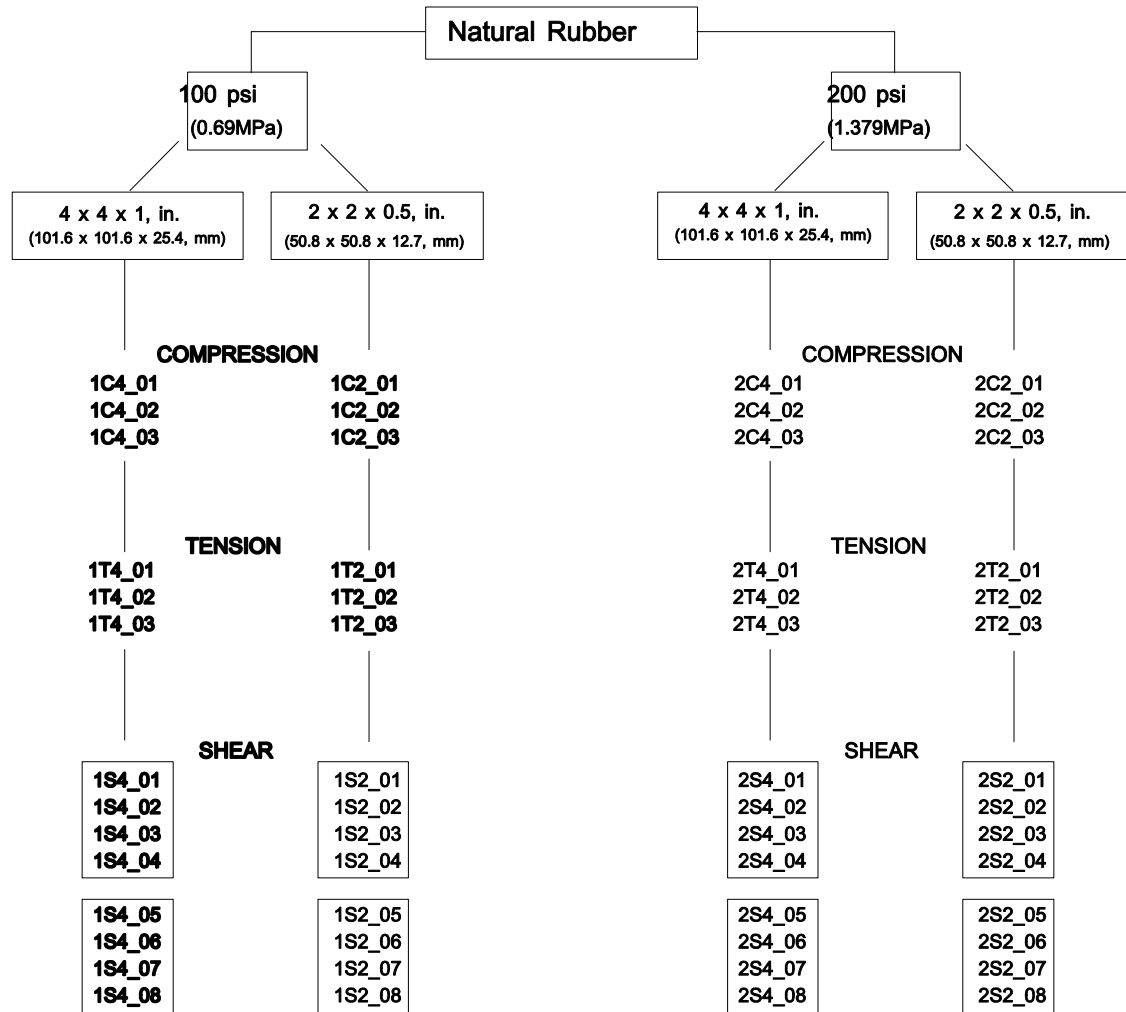 Natural Rubber
100 psi
(0.69MPa)
200 psi
(1.379MPa)
4 x 4 x 1, in.
(101.6 x 101.6 x 25.4, mm)
2 x 2 x 0.5, in.
(50.8 x 50.8 x 12.7, mm)
4 x 4 x 1, in.
(101.6 x 101.6 x 25.4, mm)
2 x 2 x 0.5, in.
(50.8 x 50.8 x 12.7, mm)
COMPRESSION
1C4_01
1C4_02
1C4_03
1C2_01
1C2_02
1C2_03
TENSION
1T4_01
1T4_02
1T4_03
1T2_01
1T2_02
1T2_03
SHEAR
1S4_01
1S4_02
1S4_03
1S4_04
1S4_05
1S4_06
1S4_07
1S4_08
1S2_01
1S2_02
1S2_03
1S2_04
1S2_05
1S2_06
1S2_07
1S2_08
COMPRESSION
2C4_01
2C4_02
2C4_03
2C2_01
2C2_02
2C2_03
TENSION
2T4_01
2T4_02
2T4_03
2T2_01
2T2_02
2T2_03
SHEAR
2S4_01
2S4_02
2S4_03
2S4_04
2S4_05
2S4_06
2S4_07
2S4_08
2S2_01
2S2_02
2S2_03
2S2_04
2S2_05
2S2_06
2S2_07
2S2_08